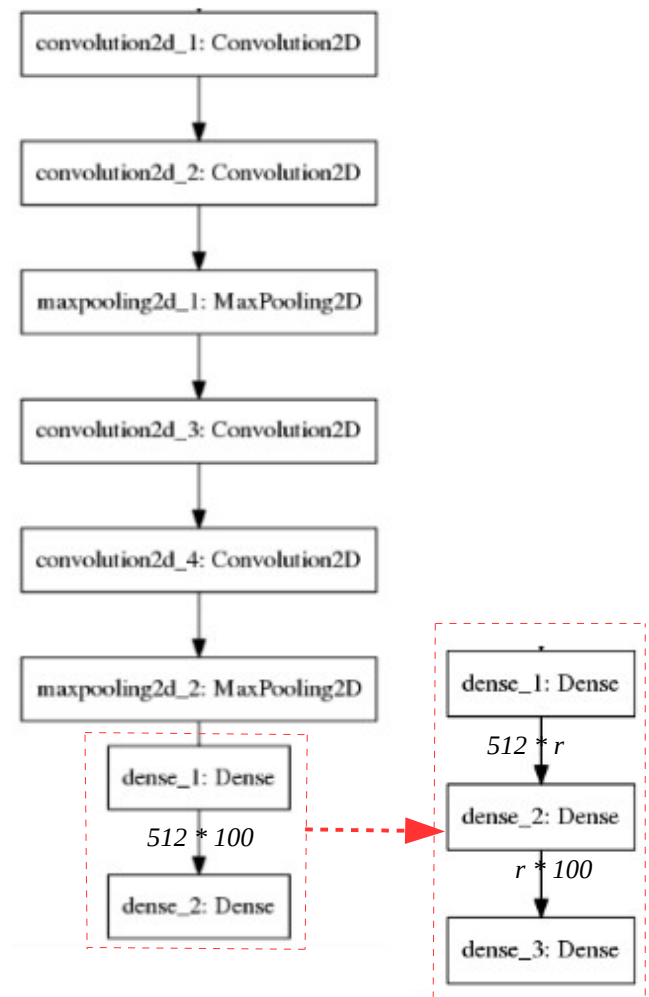 convolution2d_1: Convolution2D
convolution2d_2: Convolution2D
maxpooling2d_1: MaxPooling2D
convolution2d_3: Convolution2D
convolution2d_4: Convolution2D
maxpooling2d_2: MaxPooling2D
dense_1: Dense
512 * 100
dense_2: Dense
dense_1: Dense
512 * r
dense_2: Dense
r * 100
dense_3: Dense